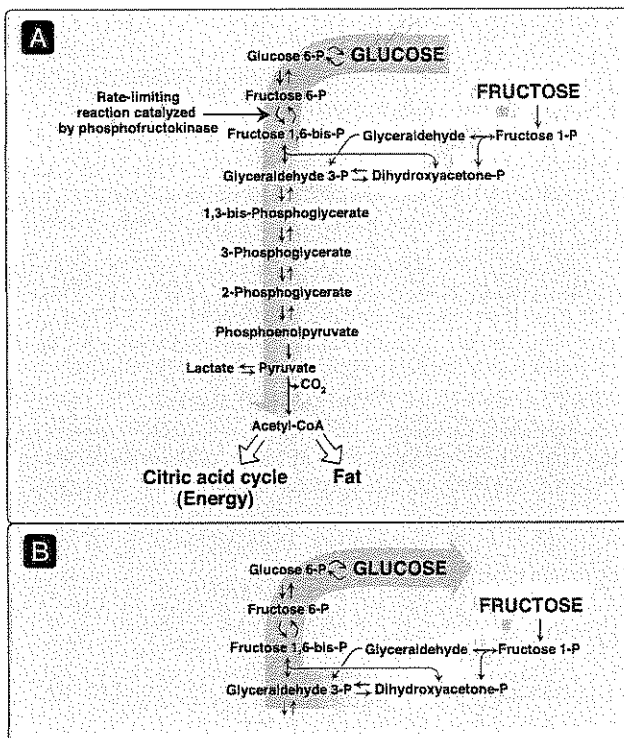 A
Glucose 6-P GLUCOSE
Fructose 6-P
Rate-limiting
reaction catalyzed
by phosphofructokinase
FRUCTOSE
Fructose 1,6-bis-P Glyceraldehyde Fructose 1-P
Glyceraldehyde 3-P Dihydroxyacetone-P
1,3-bis-Phosphoglycerate
3-Phosphoglycerate
2-Phosphoglycerate
Phosphoenolpyruvate
Lactate Pyruvate
CO2
Acetyl-CoA
Citric acid cycle
(Energy)
Fat
B
Glucose 6-P GLUCOSE
Fructose 6-P
FRUCTOSE
Fructose 1,6-bis-P Glyceraldehyde Fructose 1-P
Glyceraldehyde 3-P Dihydroxyacetone-P